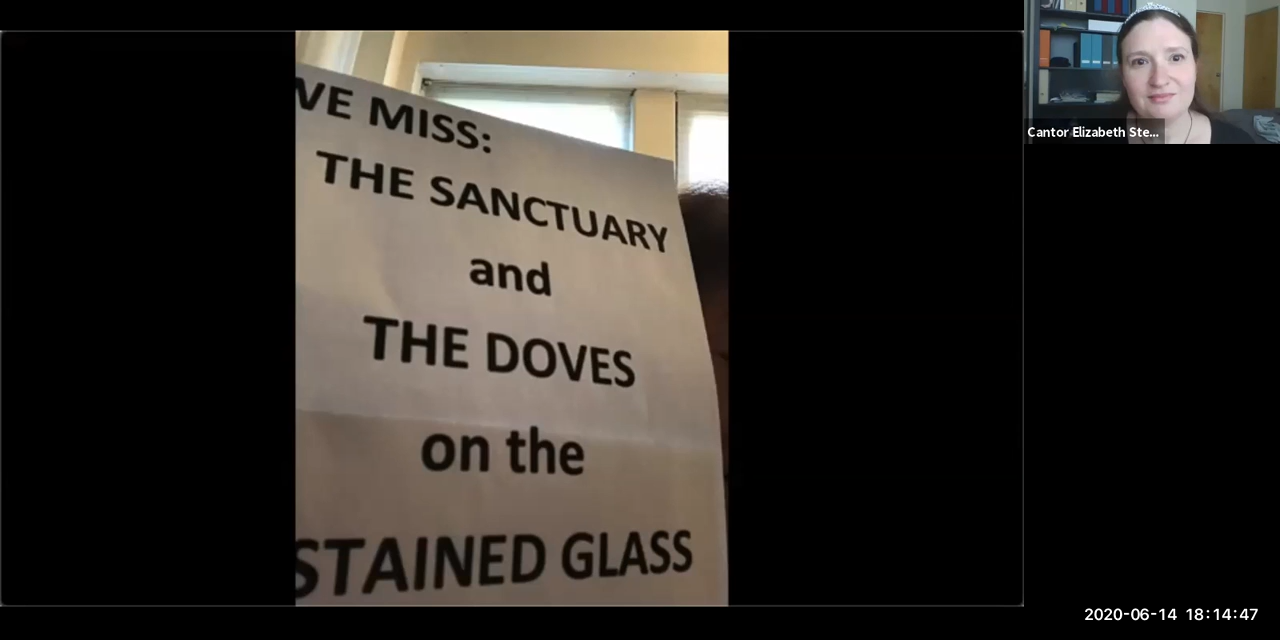 VE MISS:
THE SANCTUARY
and
THE DOVES
on the
STAINED GLASS
Cantor Elizabeth Ste...
2020-06-14 18:14:47